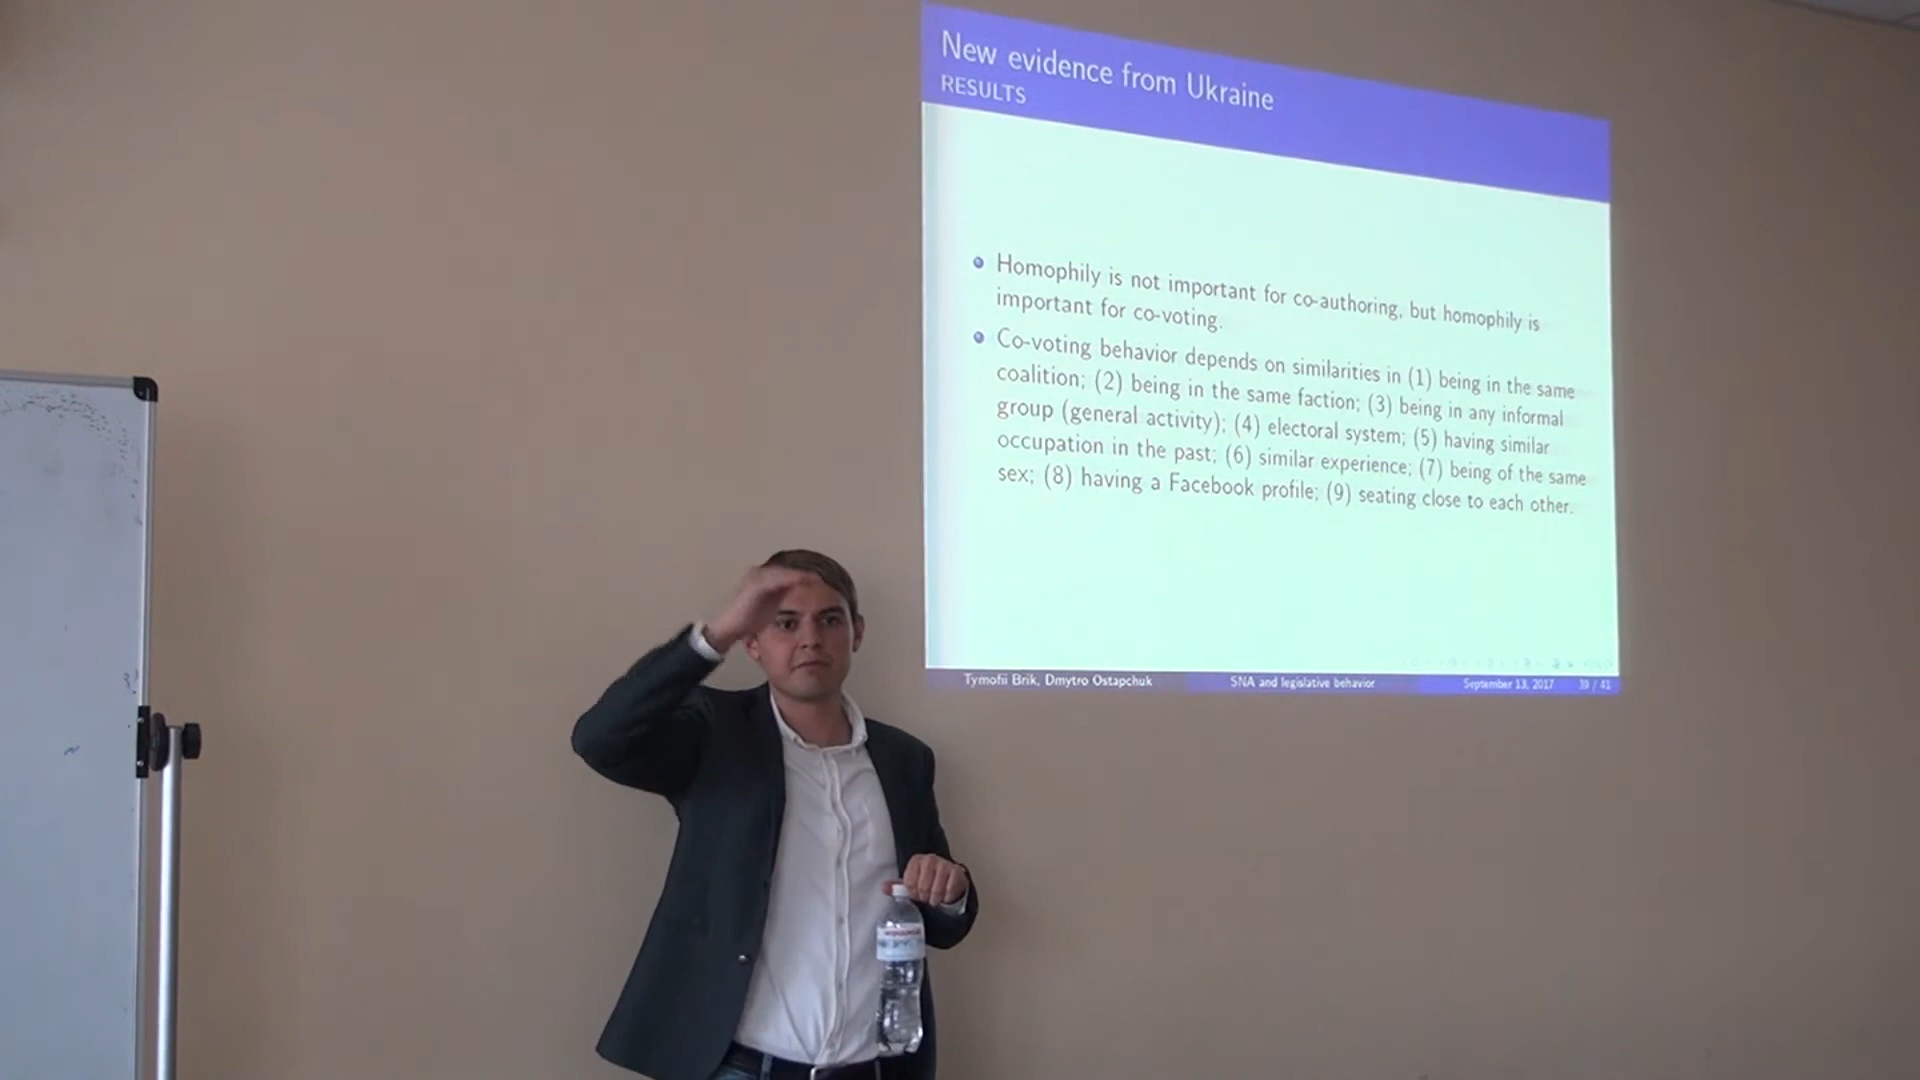 New evidence from Ukraine
RESULTS
Homophily is not important for co-authoring, but homophily is
important for co-voting.
Co-voting behavior depends on similarities in (1) being in the same
coalition; (2) being in the same faction; (3) being in any informal
group (general activity); (4) electoral system; (5) having similar
occupation in the past; (6) similar experience; (7) being of the same
sex; (8) having a Facebook profile; (9) seating close to each other.
Tymofii Brik, Dmytro Ostapchuk SNA and legislative behavior September 13, 2017 39 / 41